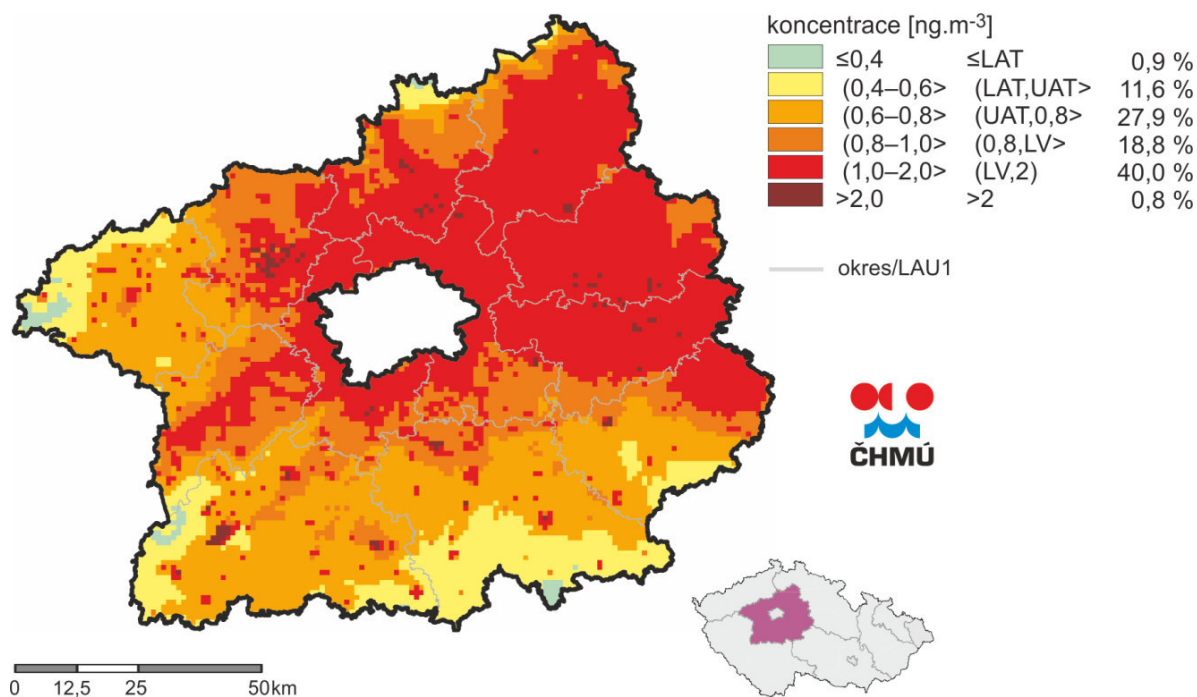 koncentrace [ng.m-3]
≤0,4 ≤LAT 0,9 %
(0,4–0,6> (LAT,UAT> 11,6 %
(0,6–0,8> (UAT,0,8> 27,9 %
(0,8–1,0> (0,8,LV> 18,8 %
(1,0–2,0> (LV,2) 40,0 %
>2,0 >2 0,8 %
okres/LAU1
ČHMÚ
0 12,5 25 50km